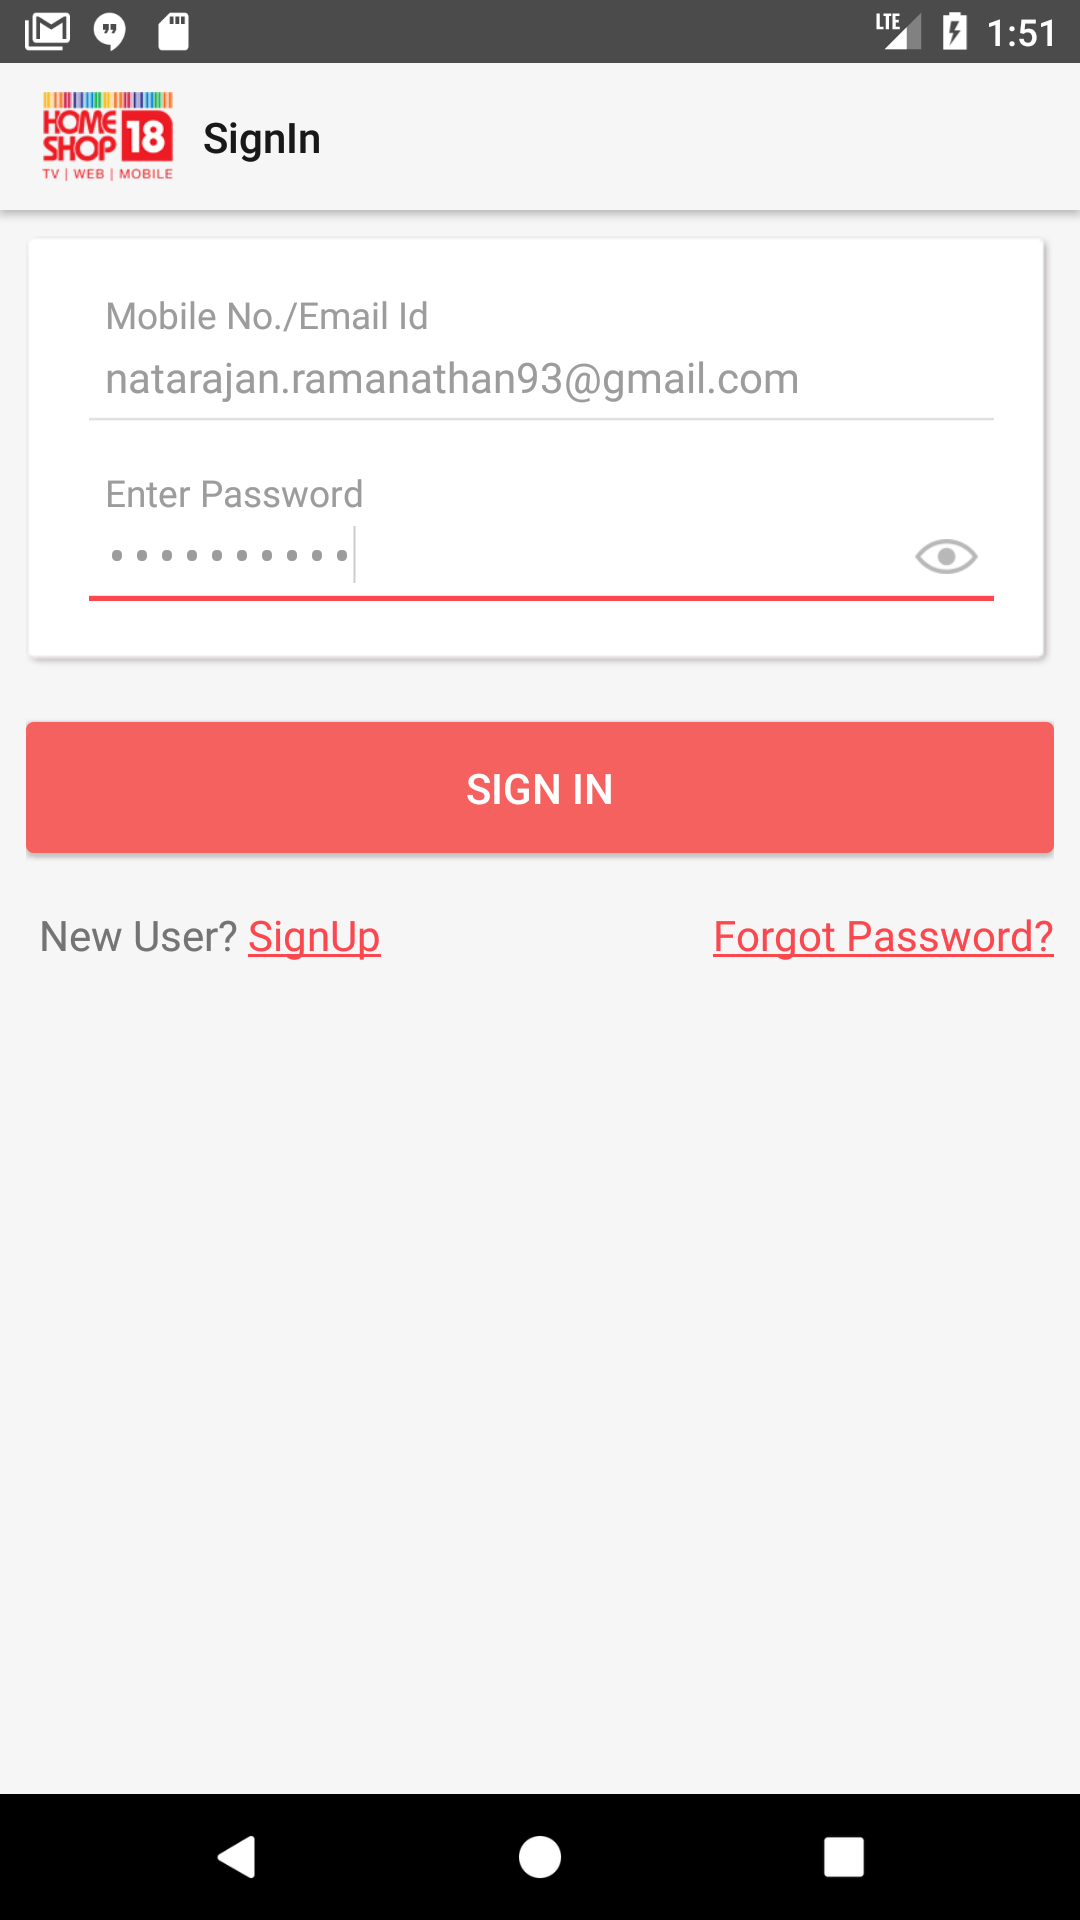 LTE 1:51
HOME
SHOP 18
TV | WEB | MOBILE
SignIn
Mobile No./Email Id
natarajan.ramanathan93@gmail.com
Enter Password
••••••••••
SIGN IN
New User? SignUp
Forgot Password?